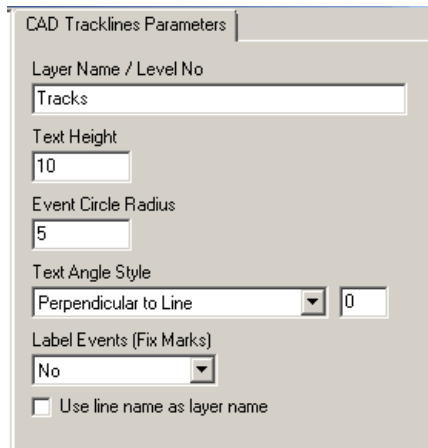 CAD Tracklines Parameters
Layer Name / Level No
Tracks
Text Height
10
Event Circle Radius
5
Text Angle Style
Perpendicular to Line 0
Label Events (Fix Marks)
No
Use line name as layer name